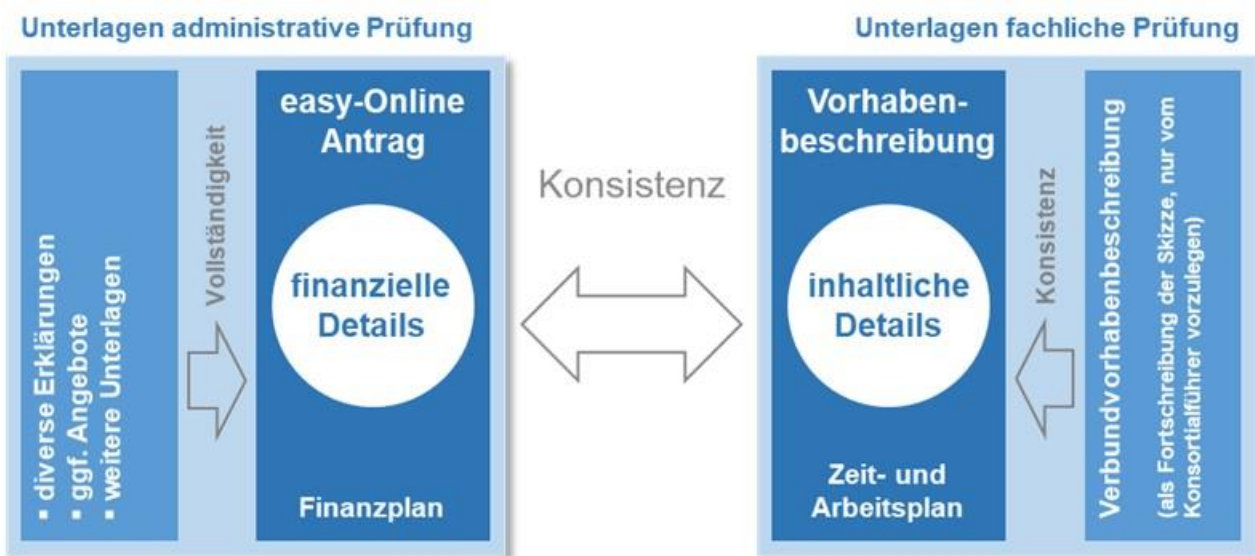 Unterlagen administrative Prüfung
▪ diverse Erklärungen
▪ ggf. Angebote
▪ weitere Unterlagen
Vollständigkeit
easy-Online
Antrag
finanzielle
Details
Finanzplan
Konsistenz
Unterlagen fachliche Prüfung
Vorhaben-
beschreibung
inhaltliche
Details
Zeit- und
Arbeitsplan
Konsistenz
Verbundvorhabenbeschreibung
(als Fortschreibung der Skizze, nur vom
Konsortialführer vorzulegen)